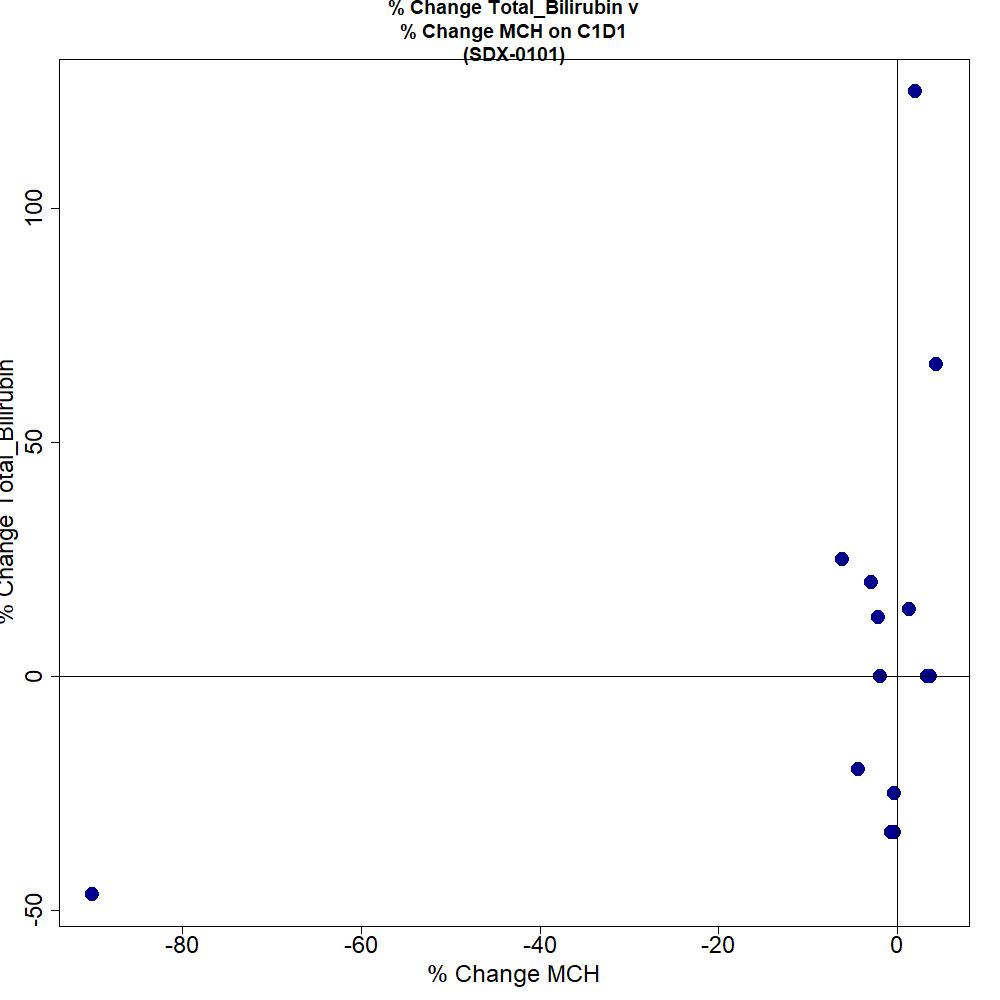 % Change Total_Bilirubin v
% Change MCH on C1D1
(SDX-0101)
% Change Total_Bilirubin
100
50
0
-50
-80
-60
-40
-20
0
% Change MCH